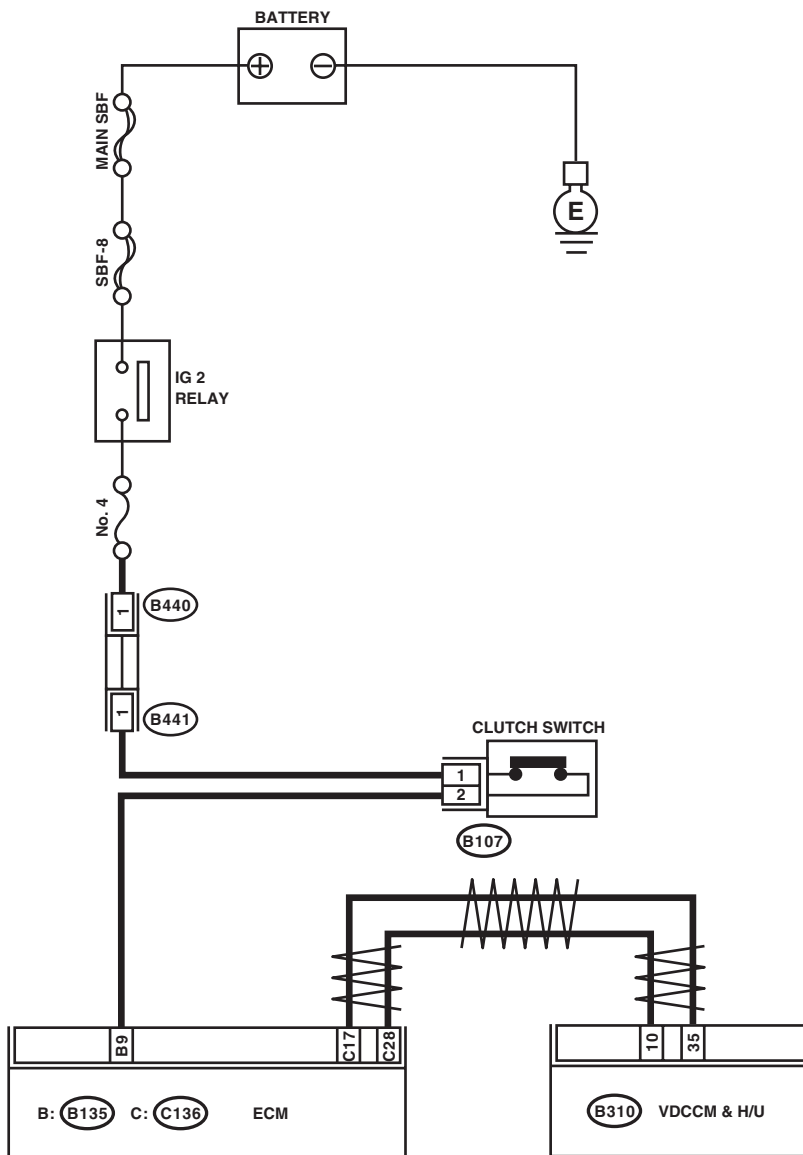 BATTERY
MAIN SBF
E
SBF-8
IG 2
RELAY
No. 4
1
B440
1
B441
CLUTCH SWITCH
1
2
B107
B9
C17
C28
10
35
B: B135 C: C136 ECM
B310 VDCCM & H/U